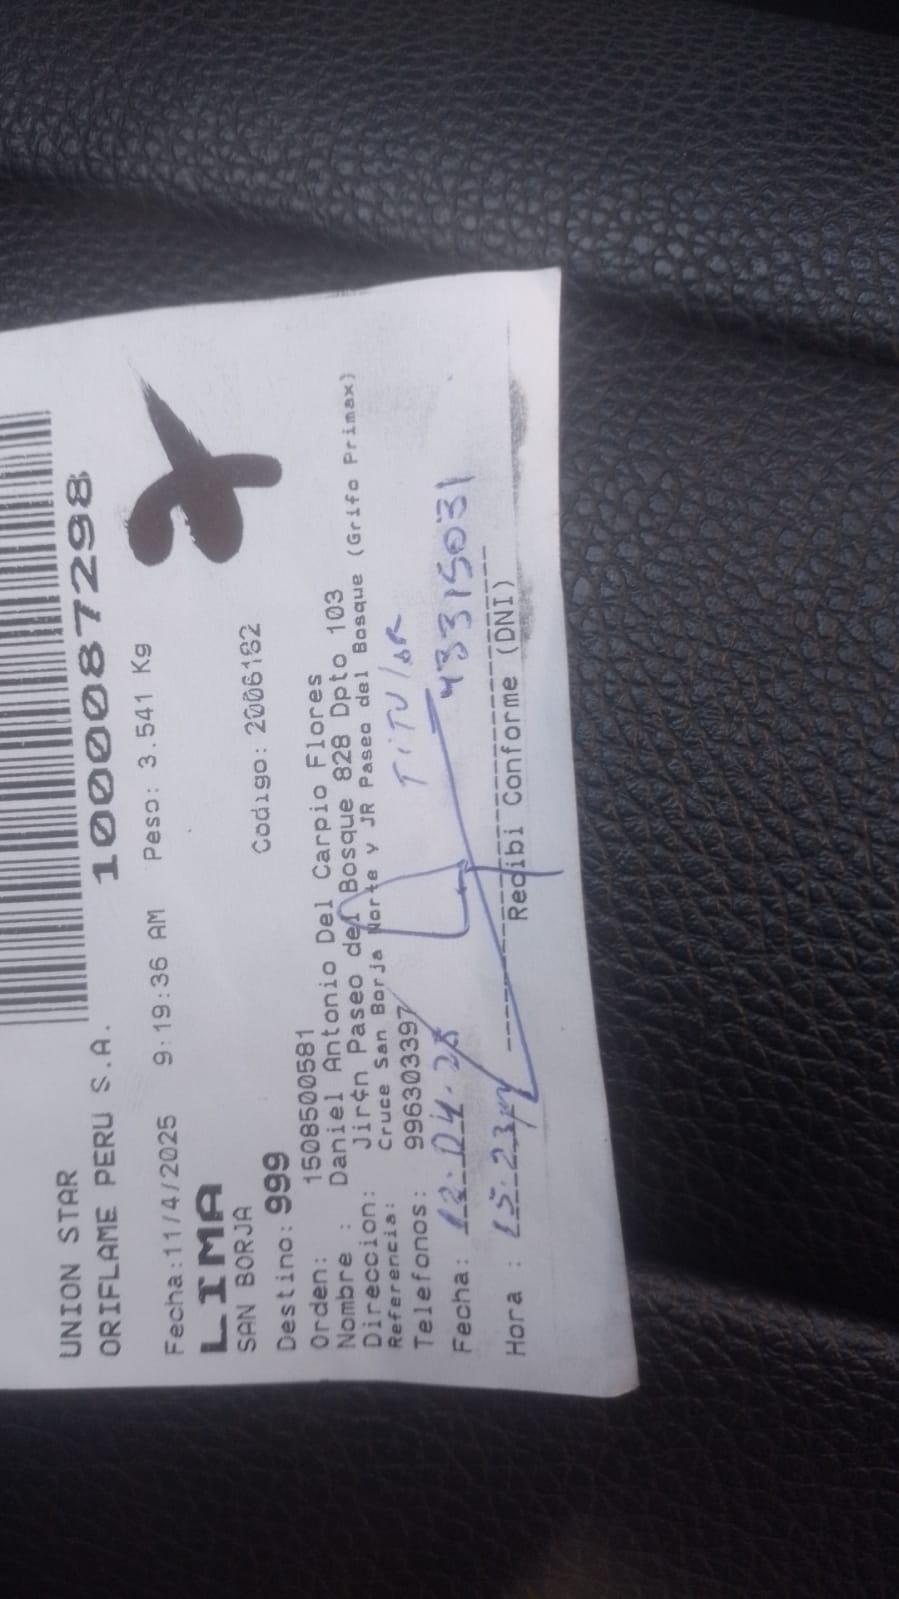 UNION STAR
ORIFLAME PERU S.A. 1000087298
Fecha:11/4/2025 9:19:36 AM Peso: 3.541 Kg
LIMA
SAN BORJA Codigo: 2006182
Destino: 999
Orden: 1508500581
Nombre : Daniel Antonio Del Carpio Flores
Direccion: Jir¢n Paseo del Bosque 828 Dpto 103
Referencia: Cruce San Borja Norte y JR Paseo del Bosque (Grifo Primax)
Telefonos: 996303397 TiTUlar
Fecha: 12.04.25 43315031
Hora : 15.23pm
Recibi Conforme (DNI)